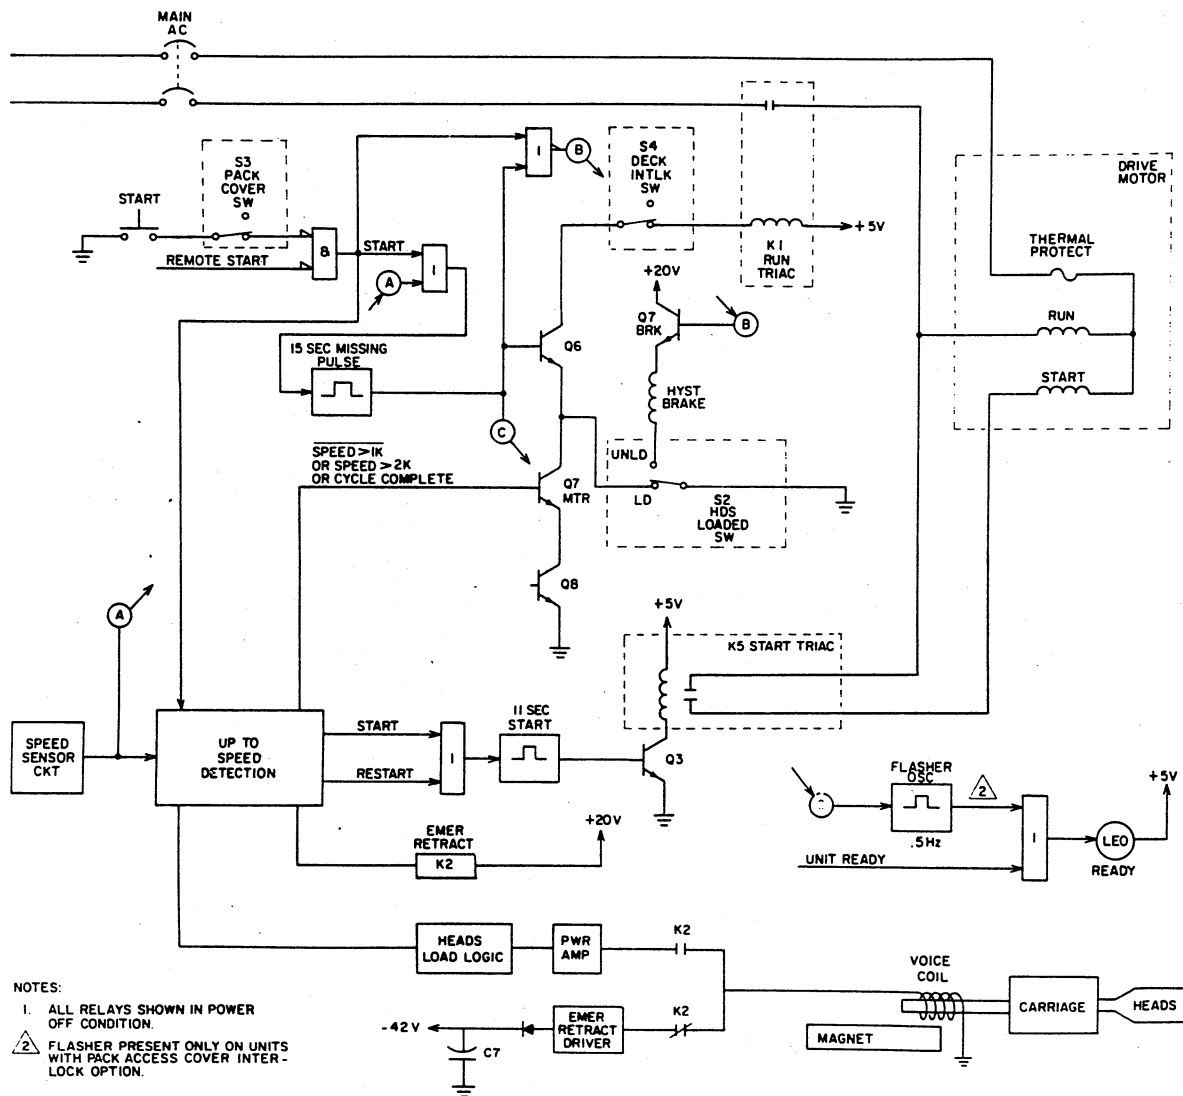 MAIN
AC
S3
PACK
COVER
SW
START
REMOTE START
&
START
I
A
I
B
S4
DECK
INTLK
SW
K1
RUN
TRIAC
+5V
DRIVE
MOTOR
THERMAL
PROTECT
RUN
START
+20V
Q7
BRK
B
HYST
BRAKE
15 SEC MISSING
PULSE
Q6
C
SPEED>1K
OR SPEED>2K
OR CYCLE COMPLETE
Q7
MTR
UNLD
LD
S2
HDS
LOADED
SW
Q8
A
+5V
K5 START TRIAC
SPEED
SENSOR
CKT
UP TO
SPEED
DETECTION
START
RESTART
I
11 SEC
START
Q3
EMER
RETRACT
K2
+20V
FLASHER
OSC
.5Hz
2
UNIT READY
I
LED
READY
+5V
HEADS
LOAD LOGIC
PWR
AMP
K2
-42V
C7
EMER
RETRACT
DRIVER
K2
VOICE
COIL
MAGNET
CARRIAGE
HEADS
NOTES:
1. ALL RELAYS SHOWN IN POWER
OFF CONDITION.
2 FLASHER PRESENT ONLY ON UNITS
WITH PACK ACCESS COVER INTER-
LOCK OPTION.